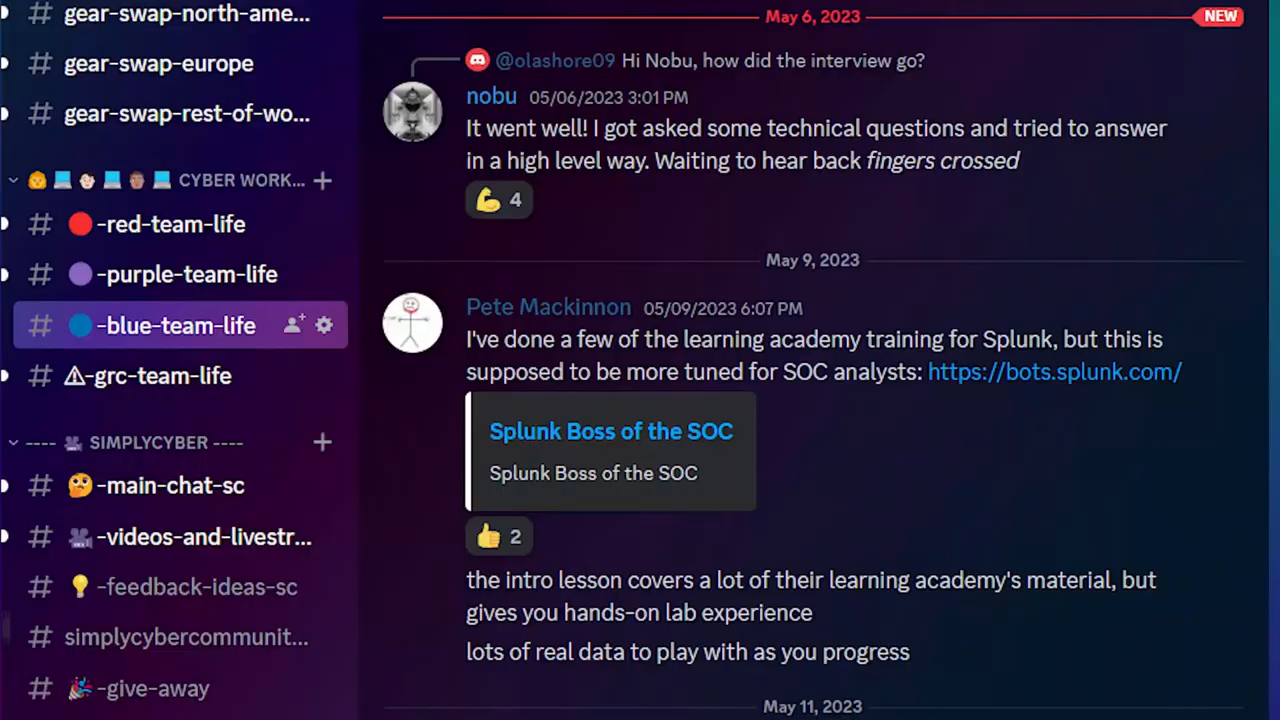 # gear-swap-north-ame...
# gear-swap-europe
# gear-swap-rest-of-wo...
CYBER WORK... +
# -red-team-life
# -purple-team-life
# -blue-team-life
# -grc-team-life
---- SIMPLYCYBER ---- +
# -main-chat-sc
# -videos-and-livestr...
# -feedback-ideas-sc
# simplycybercommunit...
# -give-away
May 6, 2023 NEW
@olashore09 Hi Nobu, how did the interview go?
nobu 05/06/2023 3:01 PM
It went well! I got asked some technical questions and tried to answer
in a high level way. Waiting to hear back fingers crossed
4
May 9, 2023
Pete Mackinnon 05/09/2023 6:07 PM
I've done a few of the learning academy training for Splunk, but this is
supposed to be more tuned for SOC analysts: https://bots.splunk.com/
Splunk Boss of the SOC
Splunk Boss of the SOC
2
the intro lesson covers a lot of their learning academy's material, but
gives you hands-on lab experience
lots of real data to play with as you progress
May 11, 2023